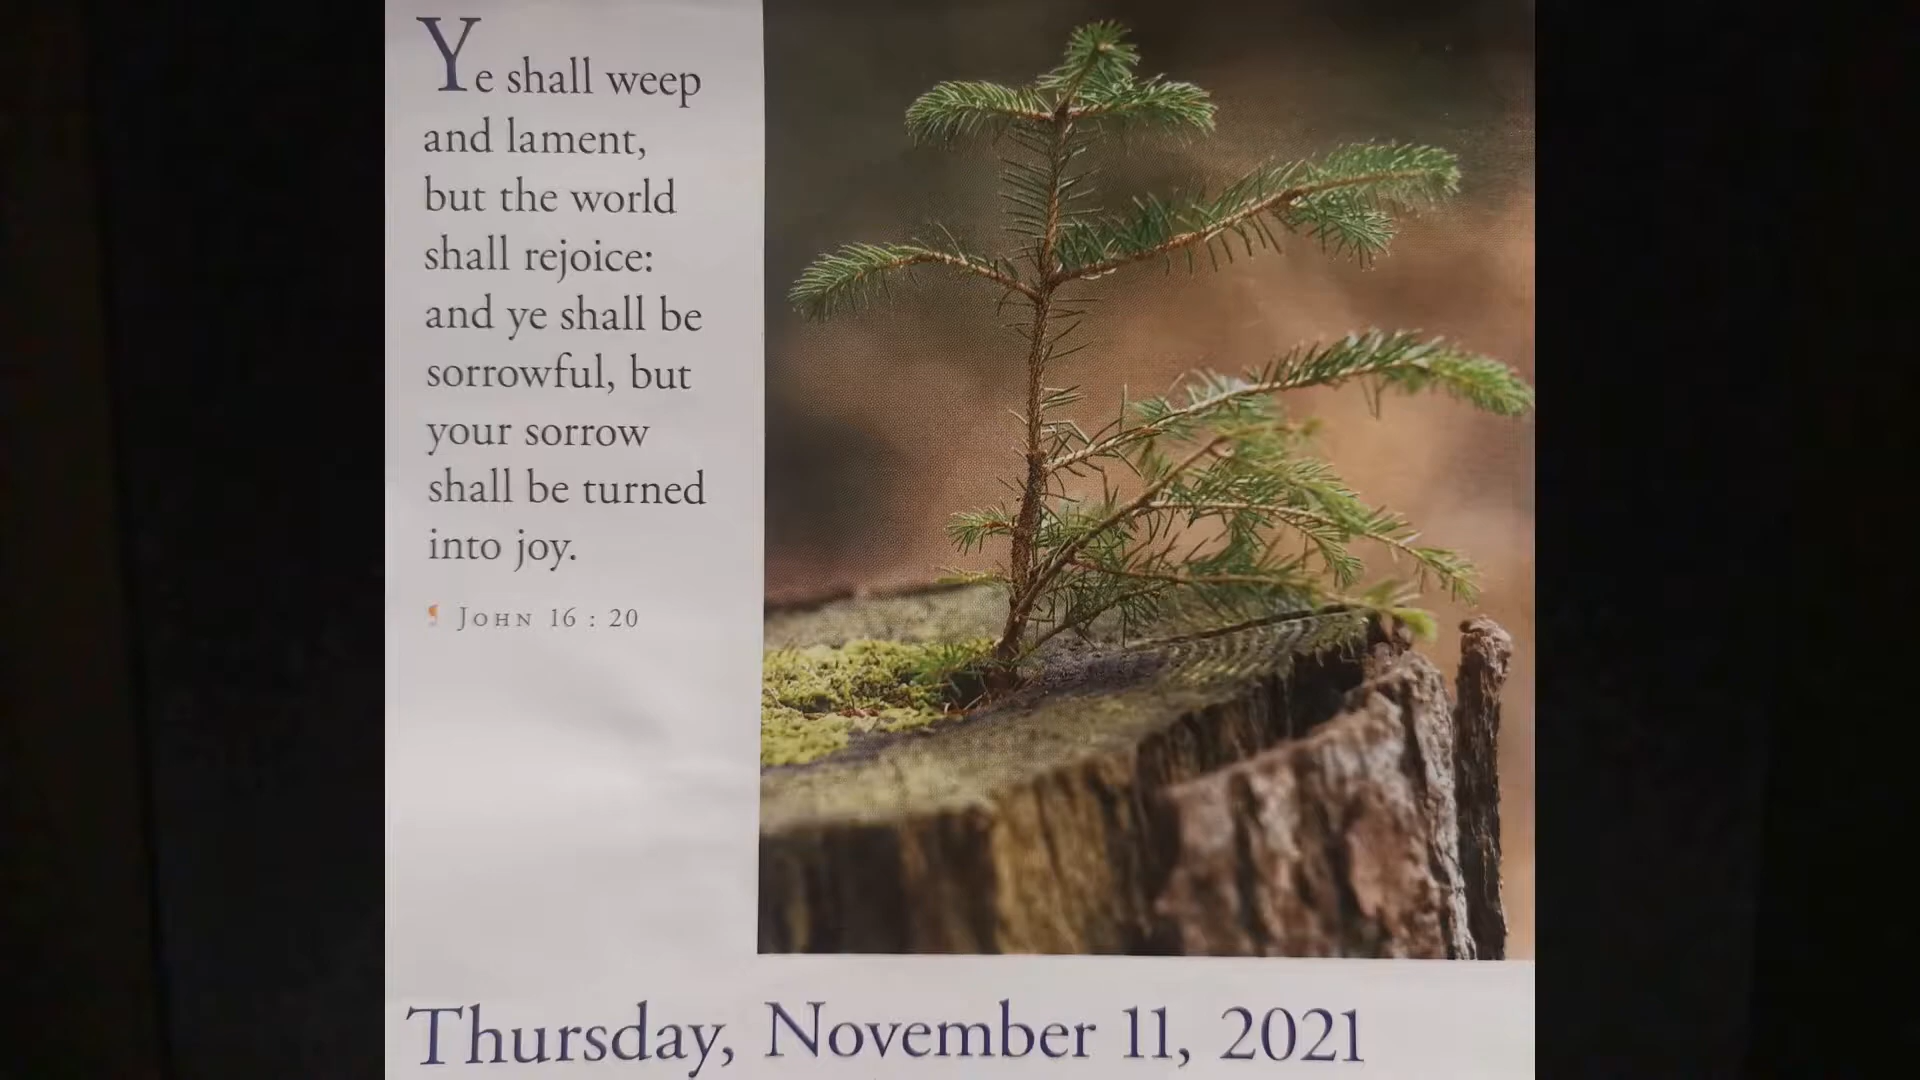 Ye shall weep
and lament,
but the world
shall rejoice:
and ye shall be
sorrowful, but
your sorrow
shall be turned
into joy.
¶ John 16 : 20
Thursday, November 11, 2021